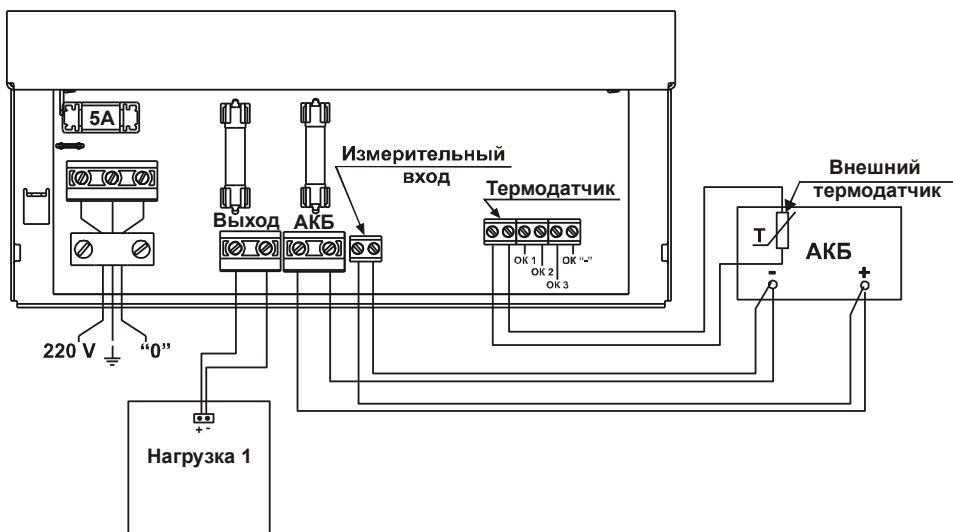 5А
Измерительный
вход
Термодатчик
Внешний
термодатчик
Выход
АКБ
ОК 1
ОК 2
ОК 3
ОК “-”
Т
АКБ
-
+
220 V
“0”
+ -
Нагрузка 1